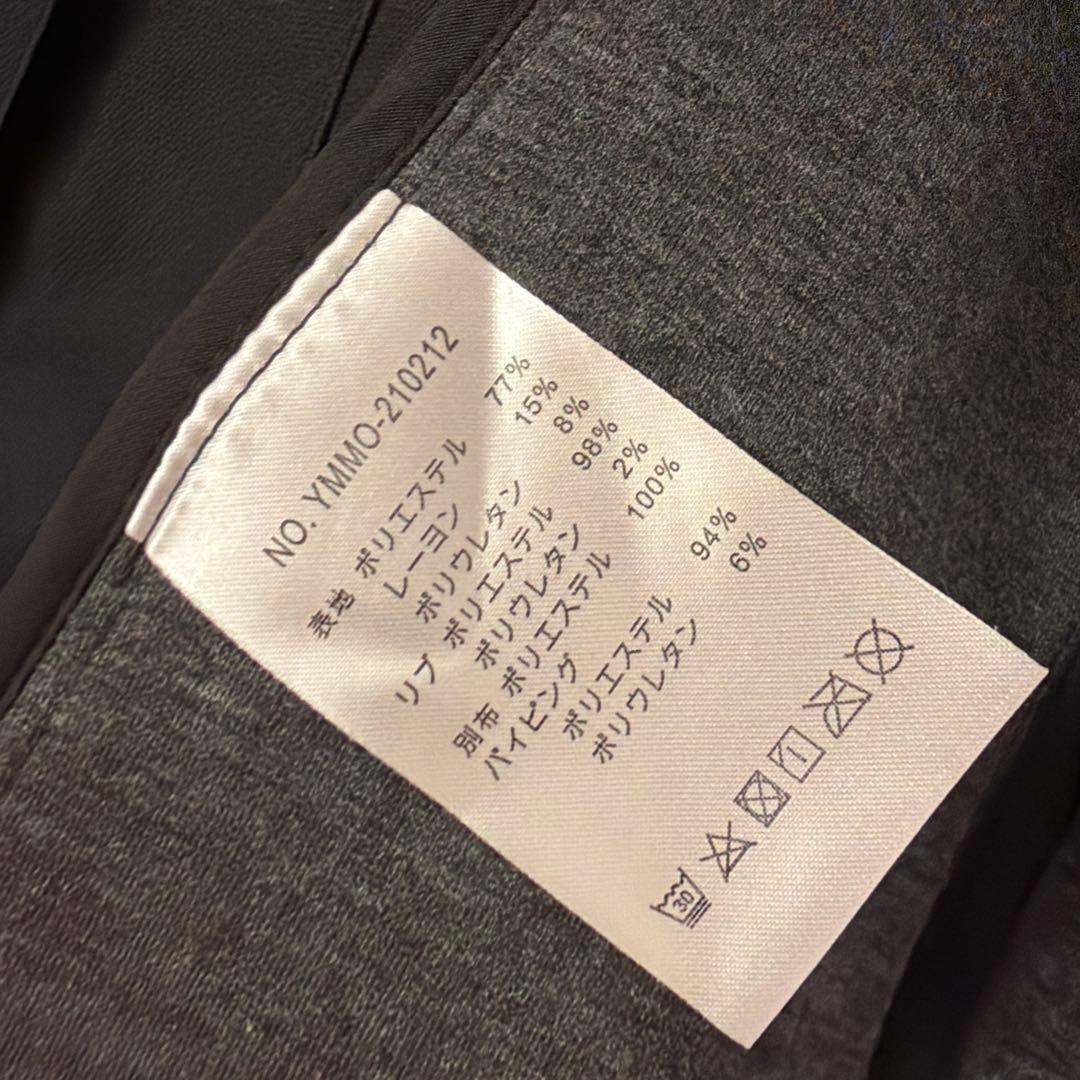 NO. YMMO-210212
表地 ポリエステル 77%
レーヨン 15%
ポリウレタン 8%
リブ ポリエステル 98%
ポリウレタン 2%
別布 ポリエステル 100%
パイピング
ポリエステル 94%
ポリウレタン 6%
30